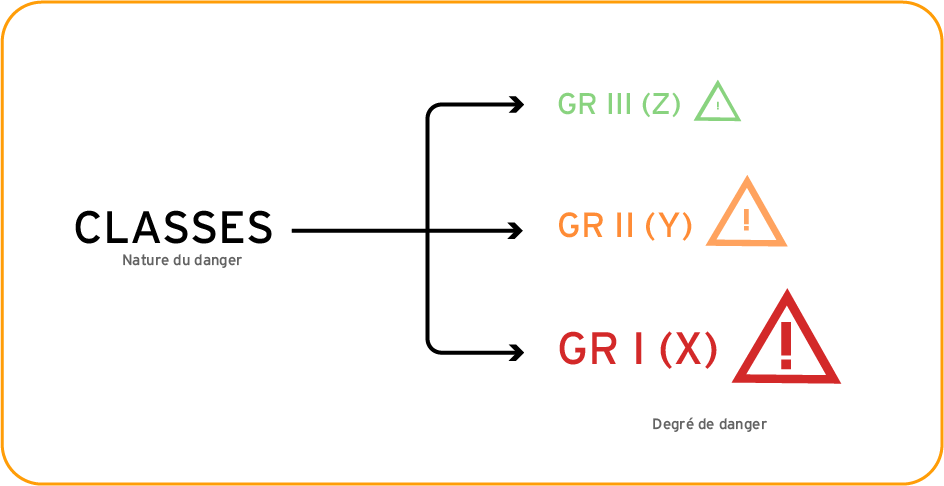 CLASSES
Nature du danger
GR III (Z) !
GR II (Y) !
GR I (X) !
Degré de danger